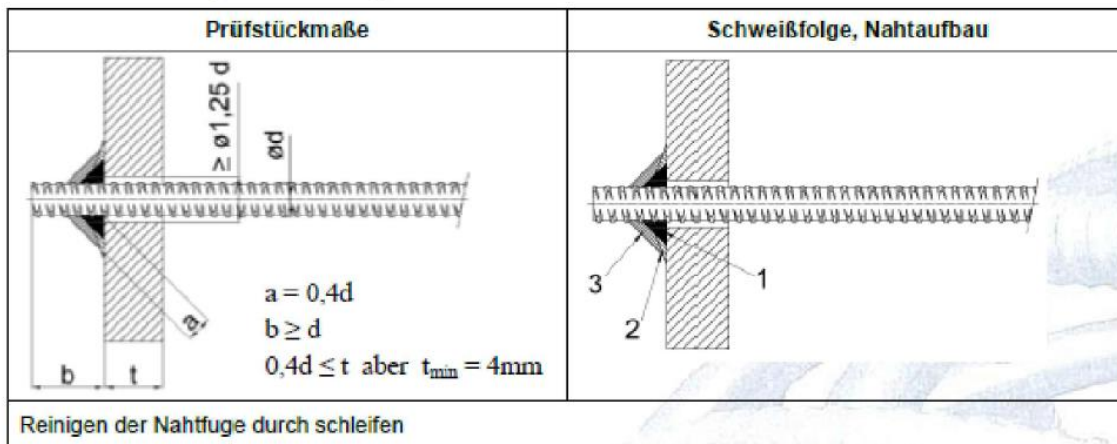 Prüfstückmaße
Schweißfolge, Nahtaufbau
≥ ø1,25 d
ød
a
b
t
a = 0,4d
b ≥ d
0,4d ≤ t aber tmin = 4mm
1
2
3
Reinigen der Nahtfuge durch schleifen